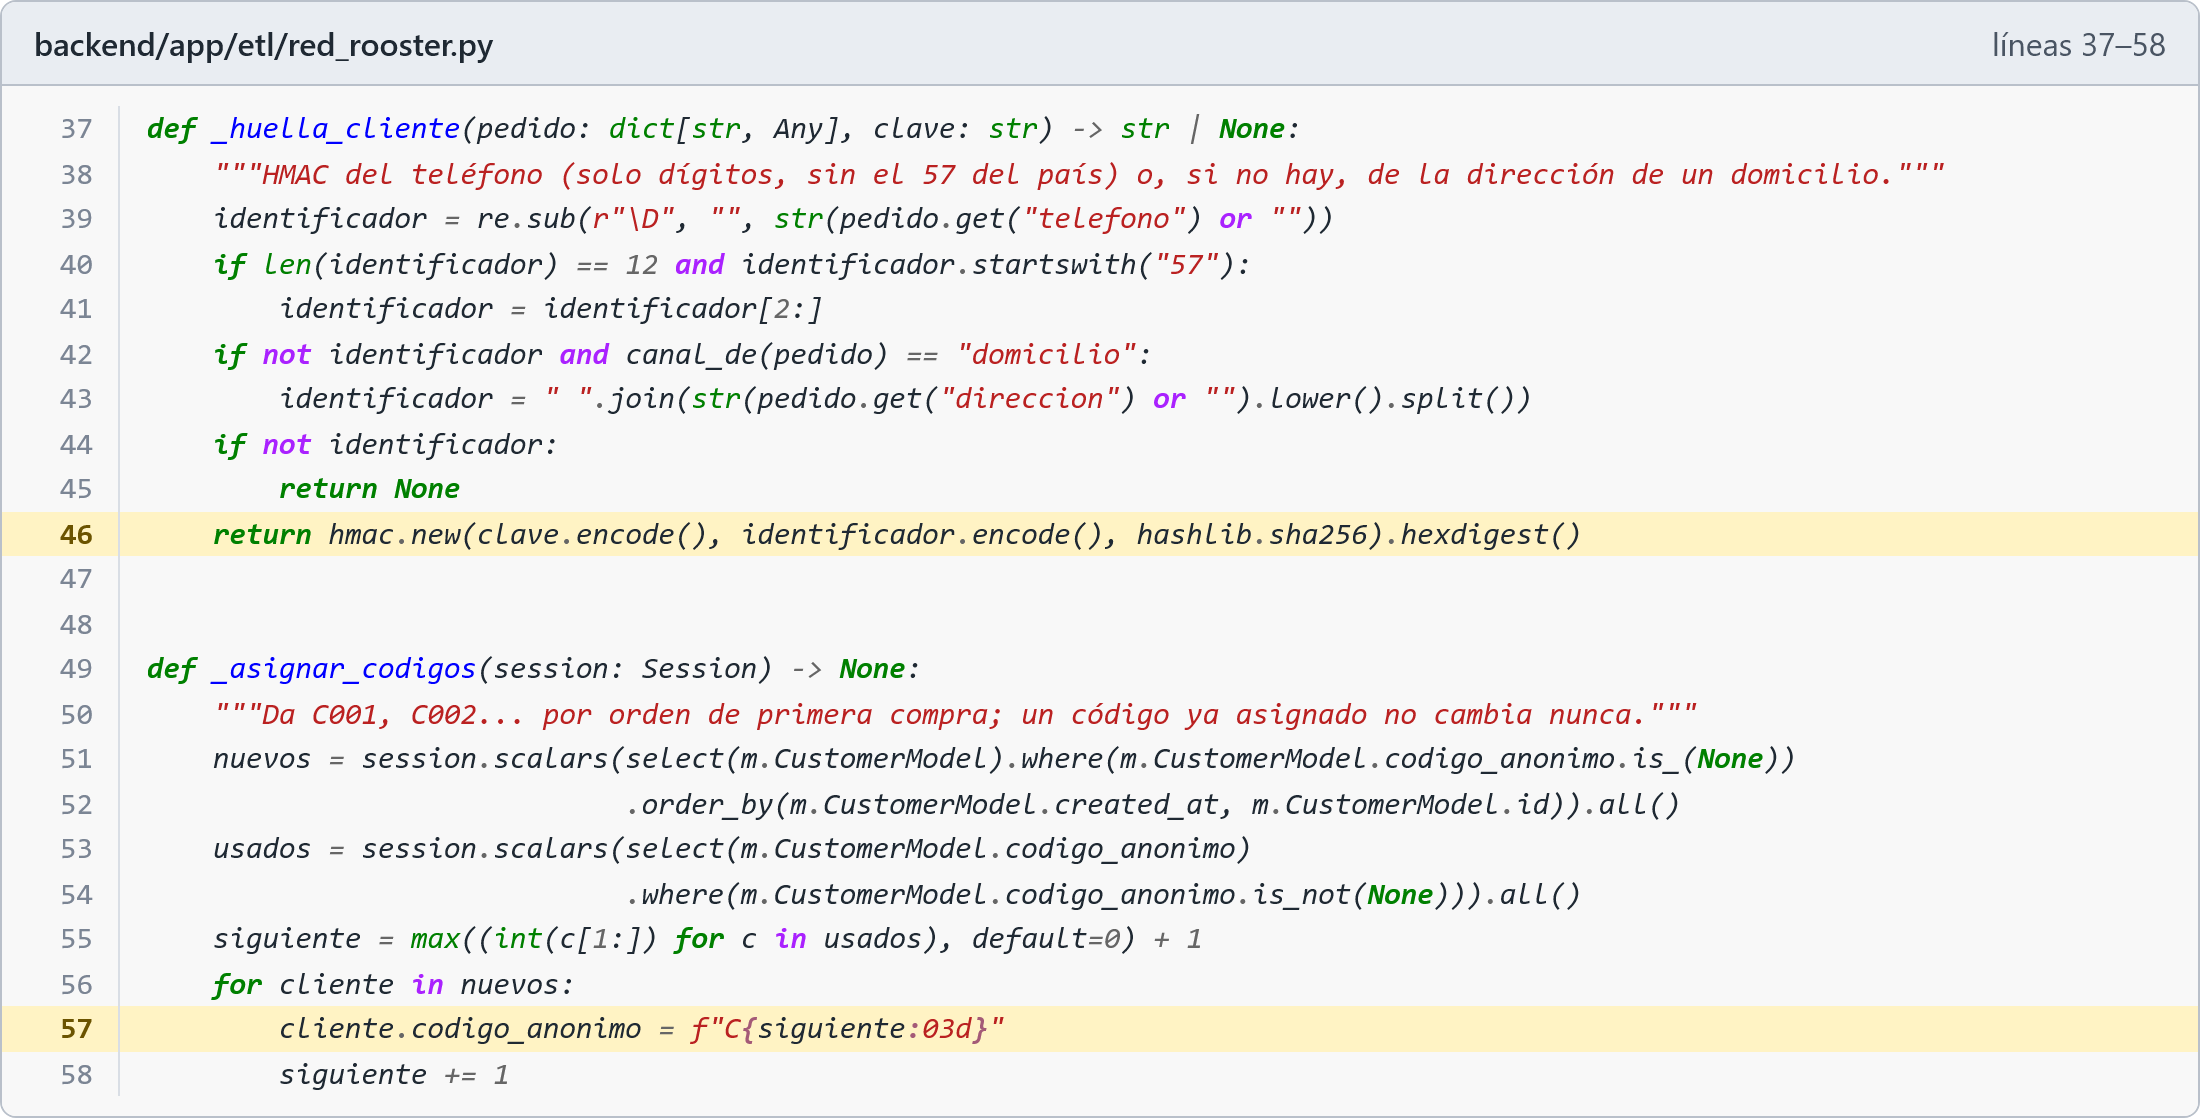 backend/app/etl/red_rooster.py líneas 37–58
37 def _huella_cliente(pedido: dict[str, Any], clave: str) -> str | None:
38     """HMAC del teléfono (solo dígitos, sin el 57 del país) o, si no hay, de la dirección de un domicilio."""
39     identificador = re.sub(r"\D", "", str(pedido.get("telefono") or ""))
40     if len(identificador) == 12 and identificador.startswith("57"):
41         identificador = identificador[2:]
42     if not identificador and canal_de(pedido) == "domicilio":
43         identificador = " ".join(str(pedido.get("direccion") or "").lower().split())
44     if not identificador:
45         return None
46     return hmac.new(clave.encode(), identificador.encode(), hashlib.sha256).hexdigest()
47
48
49 def _asignar_codigos(session: Session) -> None:
50     """Da C001, C002... por orden de primera compra; un código ya asignado no cambia nunca."""
51     nuevos = session.scalars(select(m.CustomerModel).where(m.CustomerModel.codigo_anonimo.is_(None))
52                              .order_by(m.CustomerModel.created_at, m.CustomerModel.id)).all()
53     usados = session.scalars(select(m.CustomerModel.codigo_anonimo)
54                              .where(m.CustomerModel.codigo_anonimo.is_not(None))).all()
55     siguiente = max((int(c[1:]) for c in usados), default=0) + 1
56     for cliente in nuevos:
57         cliente.codigo_anonimo = f"C{siguiente:03d}"
58         siguiente += 1